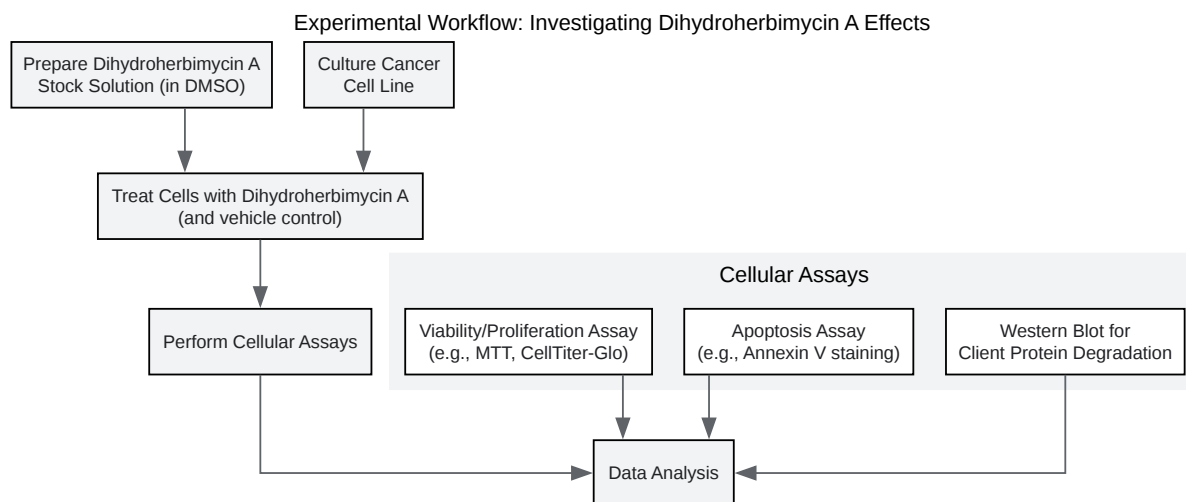 Experimental Workflow: Investigating Dihydroherbimycin A Effects
Prepare Dihydroherbimycin A
Stock Solution (in DMSO)
Culture Cancer
Cell Line
Treat Cells with Dihydroherbimycin A
(and vehicle control)
Cellular Assays
Perform Cellular Assays
Viability/Proliferation Assay
(e.g., MTT, CellTiter-Glo)
Apoptosis Assay
(e.g., Annexin V staining)
Western Blot for
Client Protein Degradation
Data Analysis